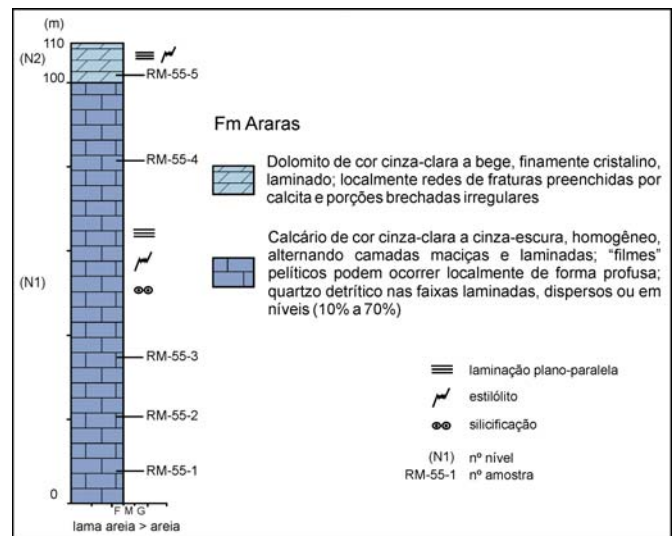 (m)
110
(N2)
100
RM-55-5
RM-55-4
(N1)
RM-55-3
RM-55-2
RM-55-1
0
F M G
lama areia > areia
Fm Araras
Dolomito de cor cinza-clara a bege, finamente cristalino,
laminado; localmente redes de fraturas preenchidas por
calcita e porções brechadas irregulares
Calcário de cor cinza-clara a cinza-escura, homogêneo,
alternando camadas maciças e laminadas; “filmes”
pelíticos podem ocorrer localmente de forma profusa;
quartzo detrítico nas faixas laminadas, dispersos ou em
níveis (10% a 70%)
laminação plano-paralela
estilólito
silicificação
(N1) nº nível
RM-55-1 nº amostra